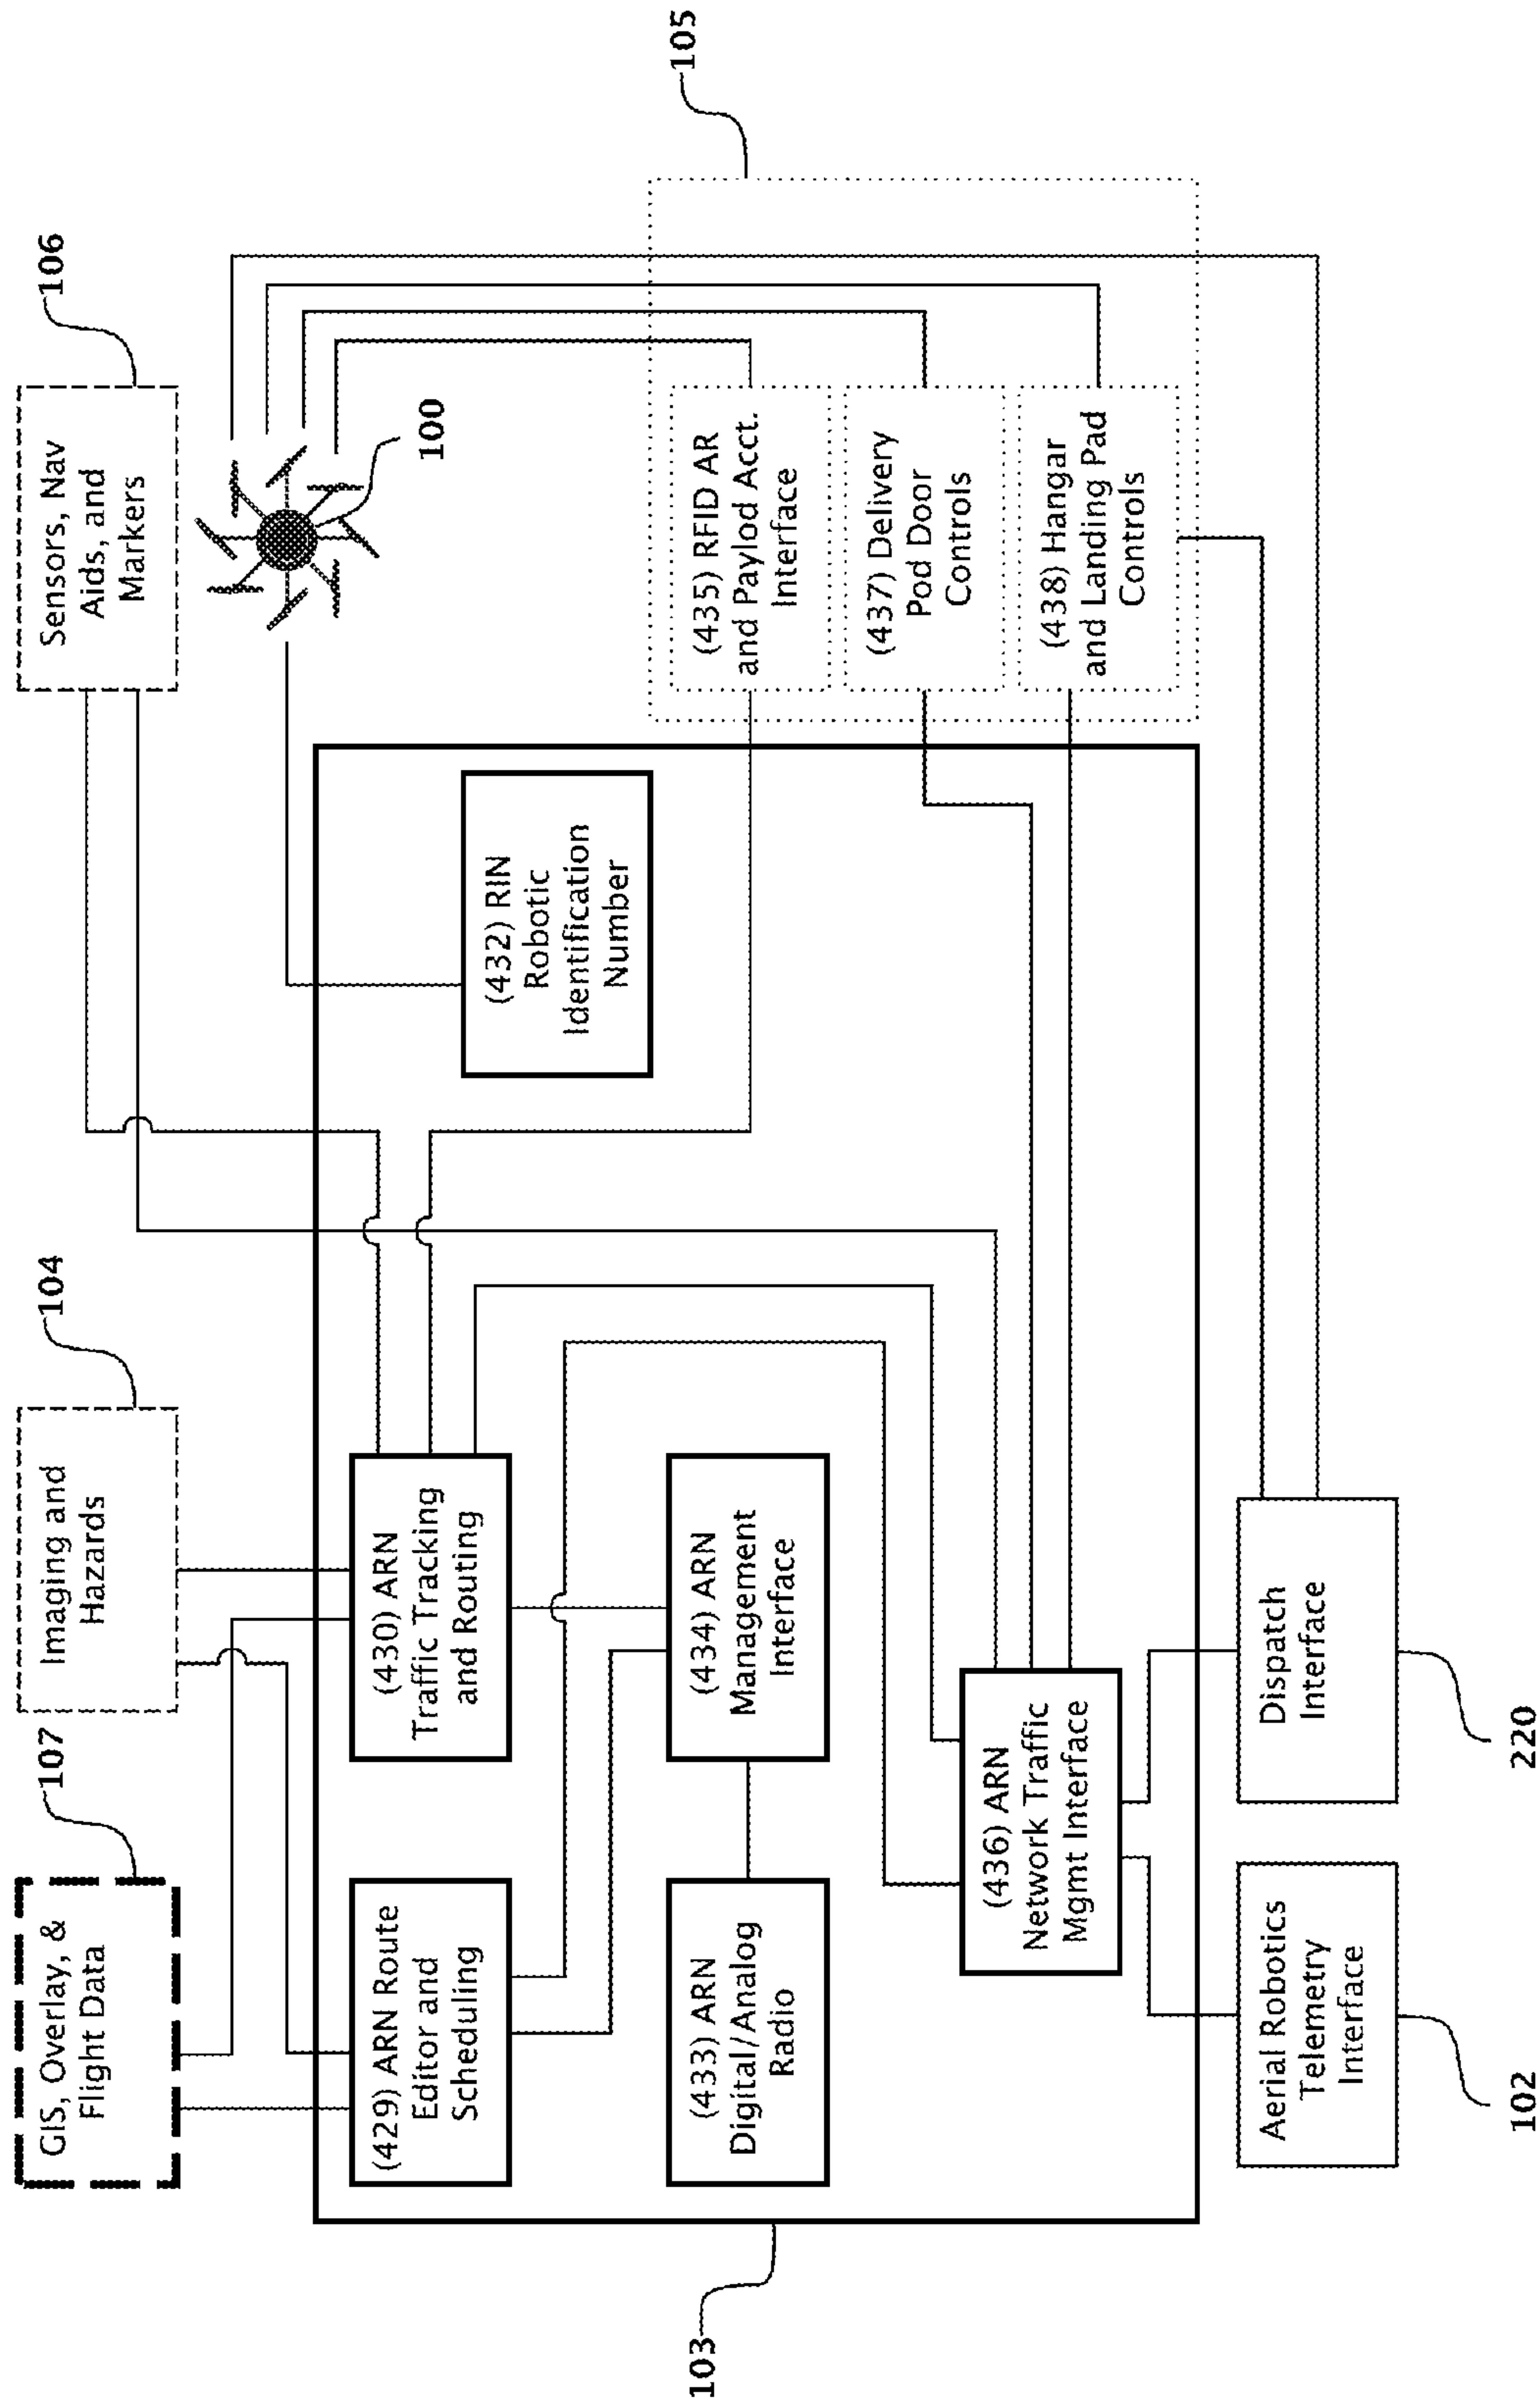 107
GIS, Overlay, &
Flight Data
104
Imaging and
Hazards
106
Sensors, Nav
Aids, and
Markers
100
103
(429) ARN Route
Editor and
Scheduling
(430) ARN
Traffic Tracking
and Routing
(432) RIN
Robotic
Identification
Number
(433) ARN
Digital/Analog
Radio
(434) ARN
Management
Interface
(436) ARN
Network Traffic
Mgmt Interface
105
(435) RFID AR
and Paylod Acct.
Interface
(437) Delivery
Pod Door
Controls
(438) Hangar
and Landing Pad
Controls
Aerial Robotics
Telemetry
Interface
102
Dispatch
Interface
220